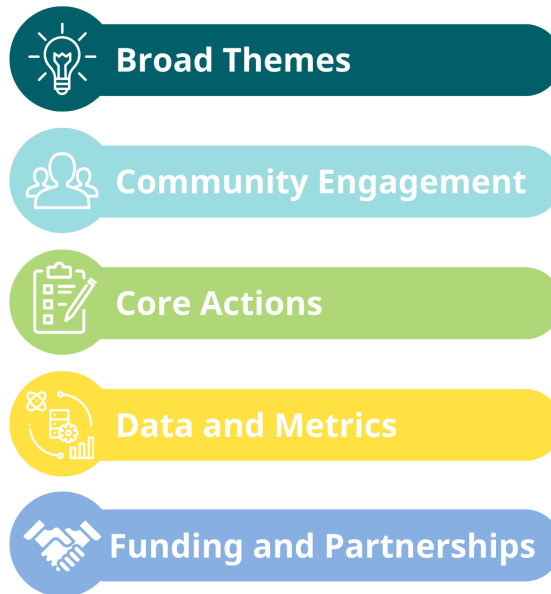 Broad Themes
Community Engagement
Core Actions
Data and Metrics
Funding and Partnerships